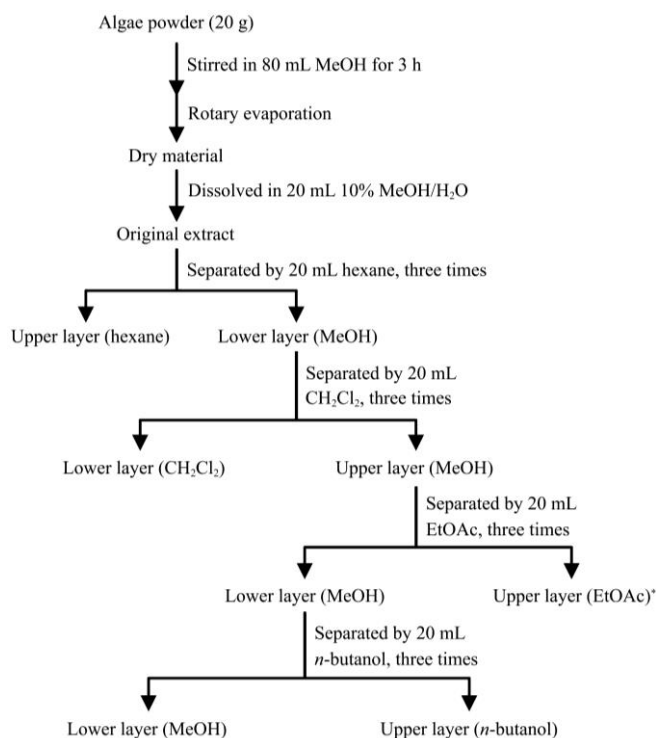 Algae powder (20 g)
Stirred in 80 mL MeOH for 3 h
Rotary evaporation
Dry material
Dissolved in 20 mL 10% MeOH/H₂O
Original extract
Separated by 20 mL hexane, three times
Upper layer (hexane)
Lower layer (MeOH)
Separated by 20 mL
CH₂Cl₂, three times
Lower layer (CH₂Cl₂)
Upper layer (MeOH)
Separated by 20 mL
EtOAc, three times
Lower layer (MeOH)
Upper layer (EtOAc)*
Separated by 20 mL
n-butanol, three times
Lower layer (MeOH)
Upper layer (n-butanol)